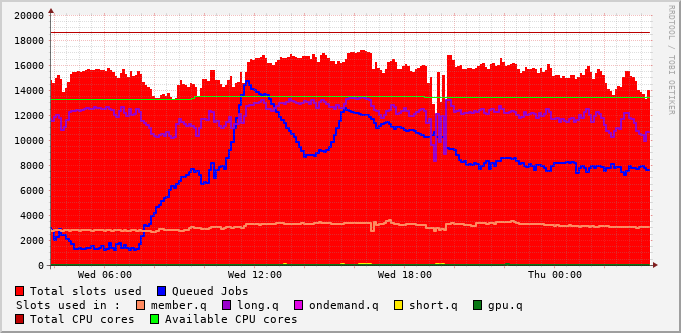 20000
18000
16000
14000
12000
10000
8000
6000
4000
2000
0
Wed 06:00 Wed 12:00 Wed 18:00 Thu 00:00
RRDTOOL / TOBI OETIKER
Total slots used Queued Jobs
Slots used in : member.q long.q ondemand.q short.q gpu.q
Total CPU cores Available CPU cores